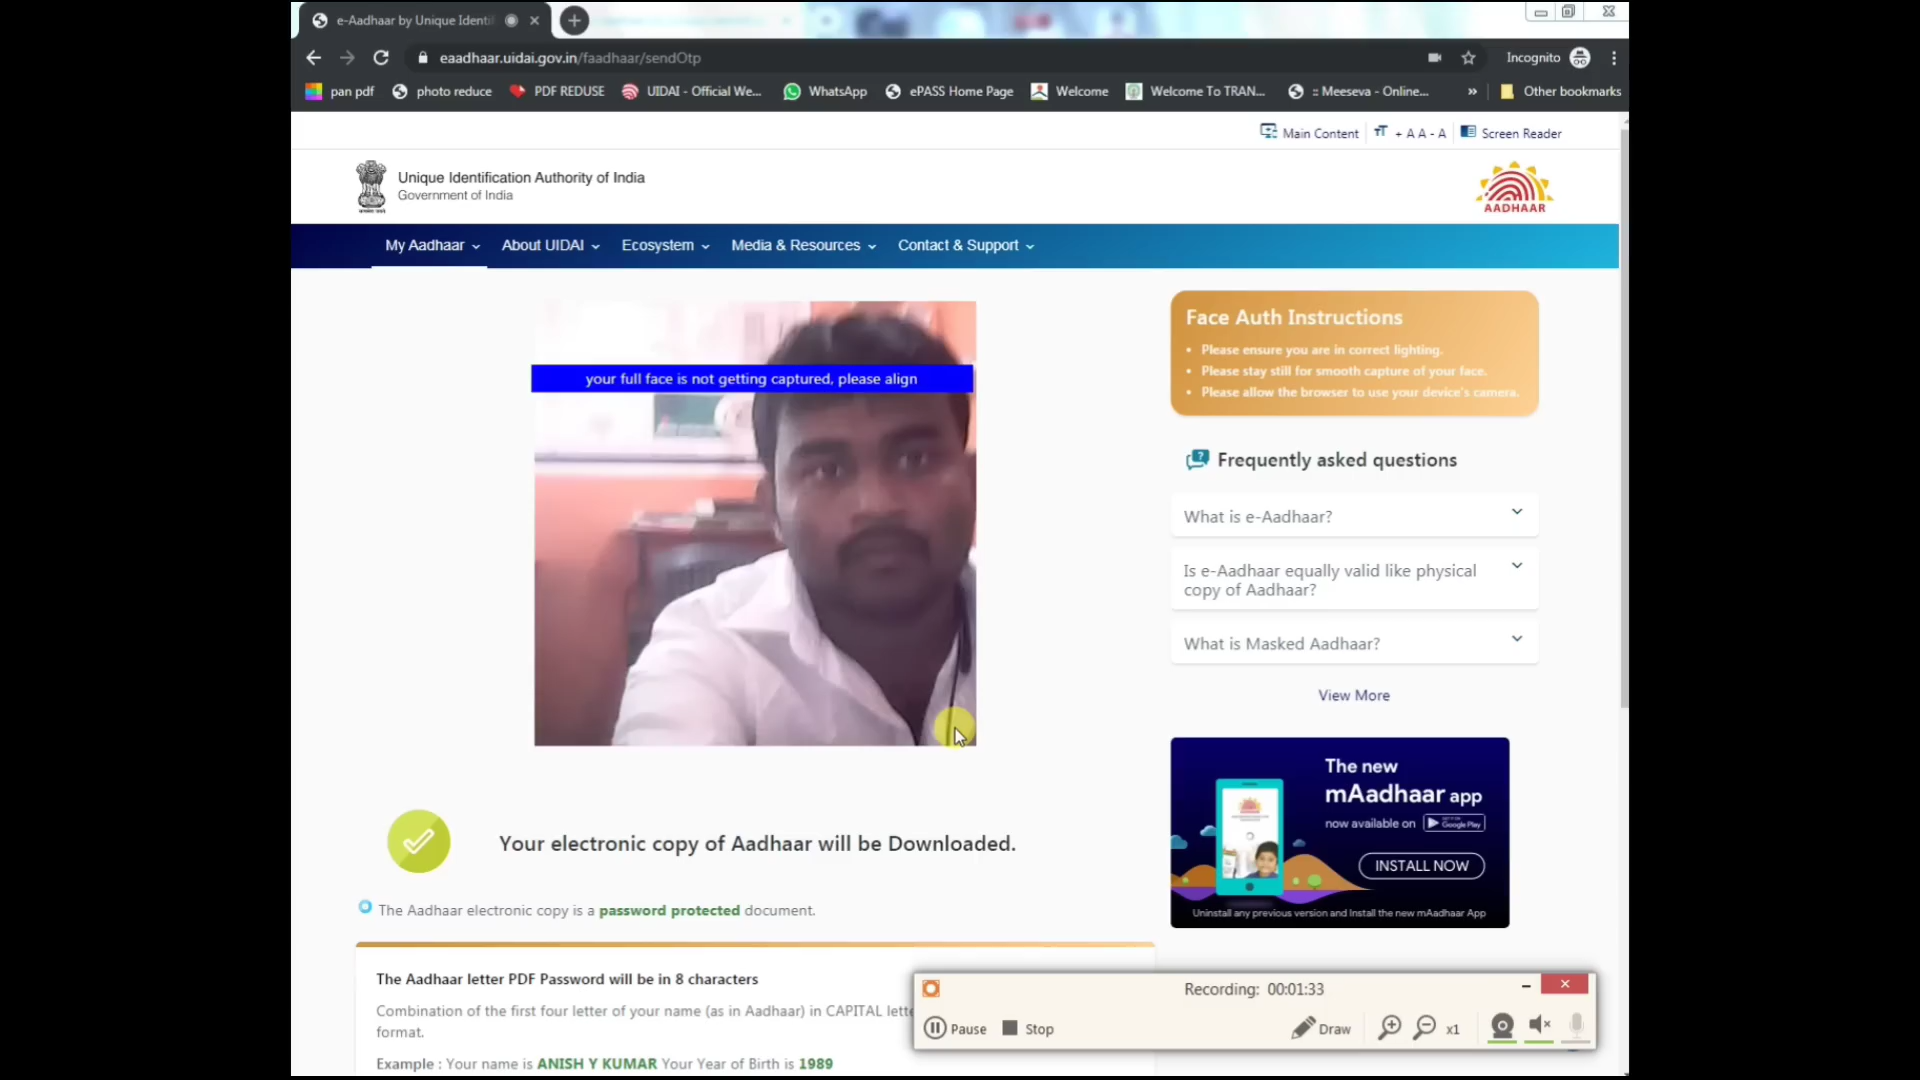 e-Aadhaar by Unique Identi
eaadhaar.uidai.gov.in/faadhaar/sendOtp
Incognito
pan pdf
photo reduce
PDF REDUSE
UIDAI - Official We...
WhatsApp
ePASS Home Page
Welcome
Welcome To TRAN...
:: Meeseva - Online...
»
Other bookmarks
Main Content
+ A A - A
Screen Reader
Unique Identification Authority of India
Government of India
AADHAAR
My Aadhaar
About UIDAI
Ecosystem
Media & Resources
Contact & Support
your full face is not getting captured, please align
Face Auth Instructions
• Please ensure you are in correct lighting.
• Please stay still for smooth capture of your face.
• Please allow the browser to use your device's camera.
Frequently asked questions
What is e-Aadhaar?
Is e-Aadhaar equally valid like physical
copy of Aadhaar?
What is Masked Aadhaar?
View More
The new
mAadhaar app
now available on
Google Play
INSTALL NOW
Uninstall any previous version and Install the new mAadhaar App
Your electronic copy of Aadhaar will be Downloaded.
The Aadhaar electronic copy is a password protected document.
The Aadhaar letter PDF Password will be in 8 characters
Combination of the first four letter of your name (as in Aadhaar) in CAPITAL lette
format.
Example : Your name is ANISH Y KUMAR Your Year of Birth is 1989
Recording: 00:01:33
Pause
Stop
Draw
x1